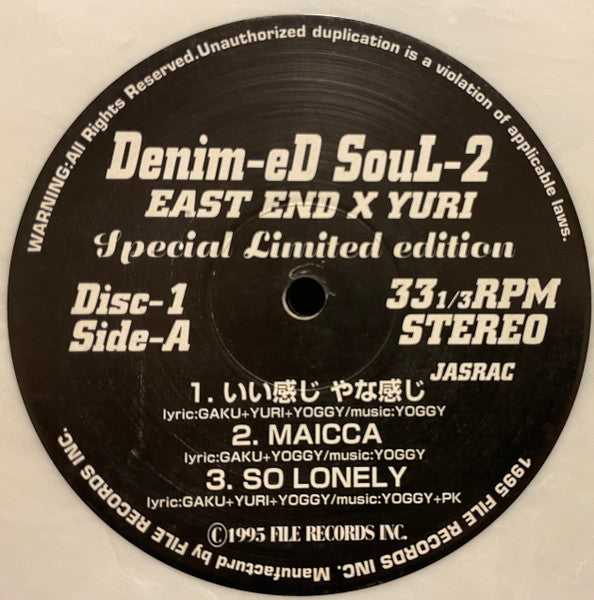 WARNING:All Rights Reserved.Unauthorized duplication is a violation of applicable laws.
Denim-eD SouL-2
EAST END X YURI
Special Limited edition
Disc-1
Side-A
33 1/3 RPM
STEREO
JASRAC
1. いい感じ やな感じ
lyric:GAKU+YURI+YOGGY/music:YOGGY
2. MAICCA
lyric:GAKU+YOGGY/music:YOGGY
3. SO LONELY
lyric:GAKU+YURI+YOGGY/music:YOGGY+PK
©1995 FILE RECORDS INC.
Manufacturd by FILE RECORDS INC. 1995 FILE RECORDS INC.